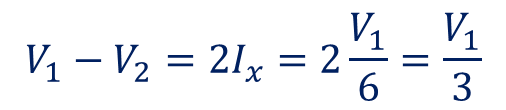 V₁ − V₂ = 2Iₓ = 2 V₁/6 = V₁/3